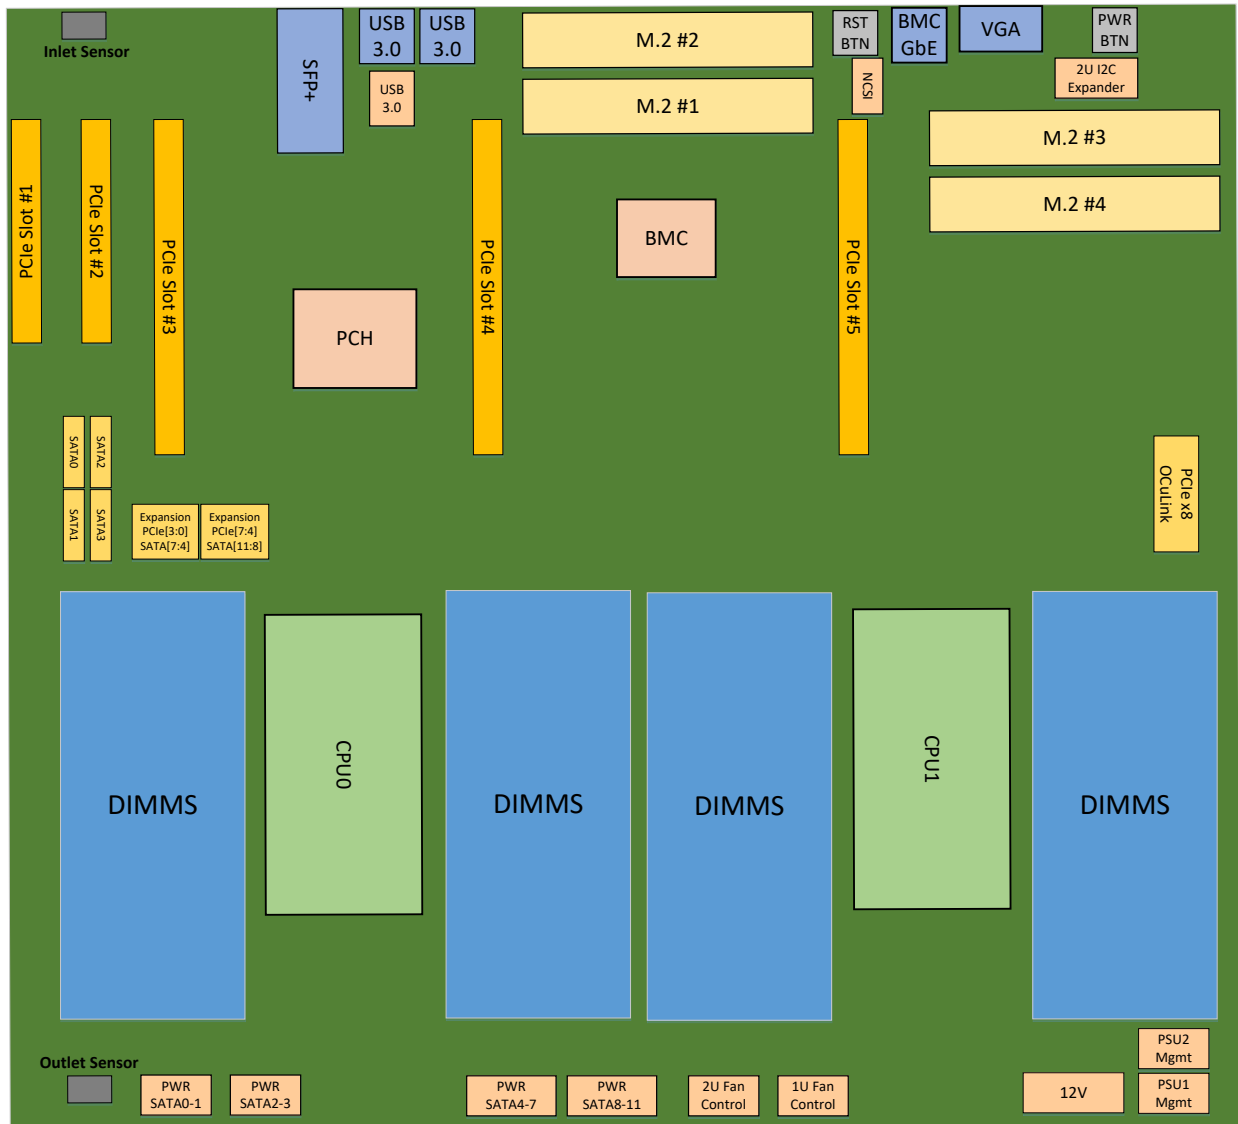 Inlet Sensor
SFP+
USB
3.0
USB
3.0
USB
3.0
M.2 #2
M.2 #1
RST
BTN
BMC
GbE
VGA
PWR
BTN
NCSI
2U I2C
Expander
M.2 #3
M.2 #4
PCIe Slot #1
PCIe Slot #2
PCIe Slot #3
PCIe Slot #4
PCIe Slot #5
BMC
PCH
SATA0
SATA2
SATA1
SATA3
Expansion
PCIe[3:0]
SATA[7:4]
Expansion
PCIe[7:4]
SATA[11:8]
PCIe x8
OCuLink
DIMMS
CPU0
DIMMS
DIMMS
CPU1
DIMMS
Outlet Sensor
PWR
SATA0-1
PWR
SATA2-3
PWR
SATA4-7
PWR
SATA8-11
2U Fan
Control
1U Fan
Control
12V
PSU2
Mgmt
PSU1
Mgmt